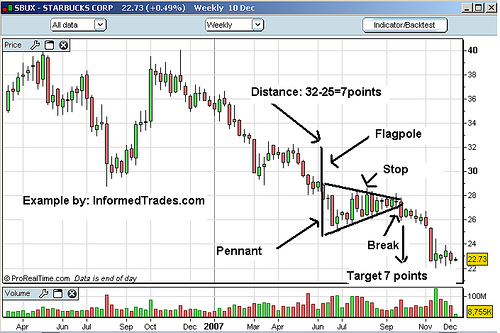 SBUX - STARBUCKS CORP 22.73 (+0.49%) Weekly 10 Dec
All data
Weekly
Indicator/Backtest
Price
40
38
36
34
32
30
28
26
24
22.73
22
Distance: 32-25=7points
Flagpole
Stop
Example by: InformedTrades.com
Pennant
Break
Target 7 points
© ProRealTime.com Data is end of day
Volume
100M
8,755K
Apr Jun Jul Sep Oct Dec 2007 Mar Apr Jun Jul Sep Oct Nov Dec